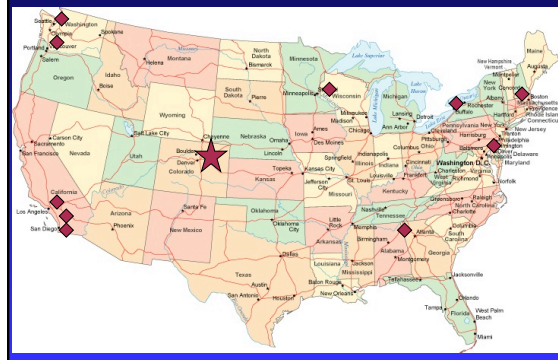 Seattle
Washington
Olympia
Spokane
Portland
Salem
Oregon
Helena
Montana
Idaho
Boise
North
Dakota
Bismarck
Minnesota
Minneapolis
South
Dakota
Pierre
Wyoming
Cheyenne
Wisconsin
Milwaukee
Madison
Michigan
Lansing
Detroit
Ann Arbor
Lake Superior
New Hampshire
Vermont
Maine
Augusta
Montpelier
New
York
Albany
Boston
Massachusetts
Providence
Rhode Island
Connecticut
Rochester
Buffalo
Hartford
New Jersey
Pennsylvania
New York
Harrisburg
Philadelphia
Delaware
Maryland
Annapolis
Washington D.C.
Carson City
Sacramento
San Francisco
Nevada
Salt Lake City
Utah
Boulder
Denver
Colorado
Nebraska
Omaha
Lincoln
Iowa
Des Moines
Chicago
Illinois
Indiana
Indianapolis
Ohio
Columbus
Cleveland
Pittsburgh
Cincinnati
Springfield
Topeka
Kansas City
Kansas
Jefferson
City
Missouri
St. Louis
Louisville
Kentucky
Charleston
West
Virginia
Virginia
Norfolk
California
Los Angeles
San Diego
Arizona
Phoenix
Santa Fe
New Mexico
Oklahoma
Oklahoma
City
Little
Rock
Arkansas
Nashville
Tennessee
Memphis
Greensboro
Raleigh
North Carolina
Charlotte
Columbia
South
Carolina
Atlanta
Birmingham
Alabama
Montgomery
Georgia
Dallas
Texas
Austin
San Antonio
Houston
Louisiana
Jackson
Mississippi
Baton Rouge
New Orleans
Tallahassee
Jacksonville
Orlando
Tampa
Florida
West Palm
Beach
Miami